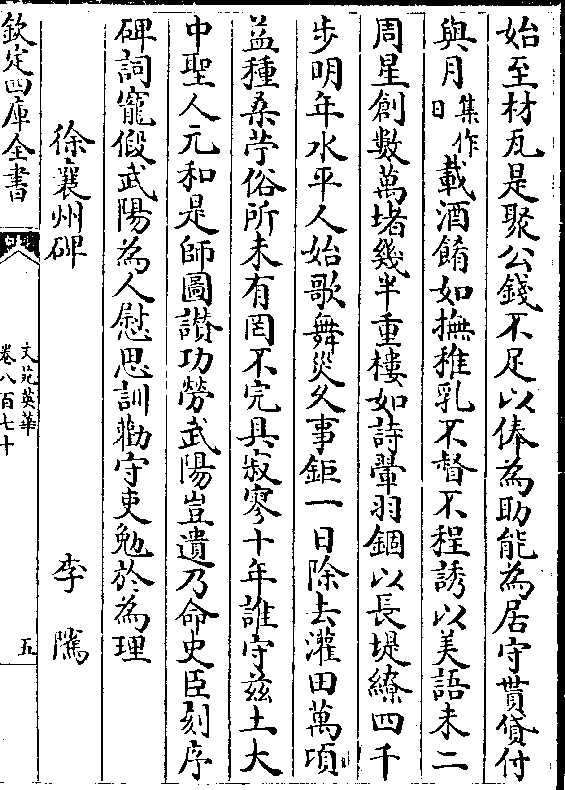 始至材瓦是聚公錢不足以俸為助能為居守貰貸付
與月集作日載酒餚如撫稚乳不督不程誘以美語未二
周星創數萬堵幾半重樓如詩翬羽錮以長堤繚四千
步明年水平人始歌舞災久事鉅一日除去灌田萬頃
益種桑苧俗所未有罔不完具寂寥十年誰守茲土大
中聖人元和是師圖讃功勞武陽豈遺乃命史臣刻序
碑詞寵假武陽為人慰思訓勸守吏勉於為理
徐襄州碑 李隲
欽定四庫全書
文苑英華
卷八百七十
五